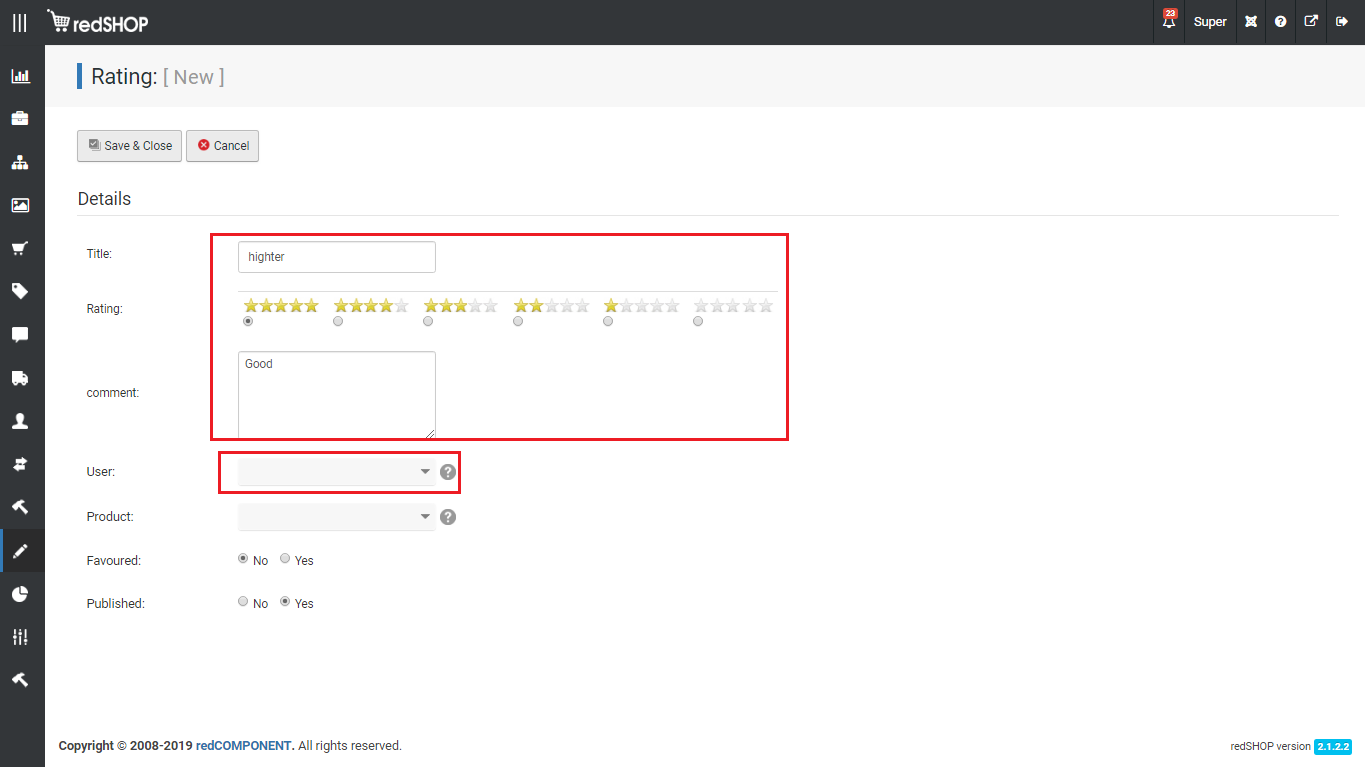 redSHOP
23
Super
Rating: [ New ]
Save & Close
Cancel
Details
Title:
highter
Rating:
comment:
Good
User:
Product:
Favoured:
No
Yes
Published:
No
Yes
Copyright © 2008-2019 redCOMPONENT. All rights reserved.
redSHOP version 2.1.2.2